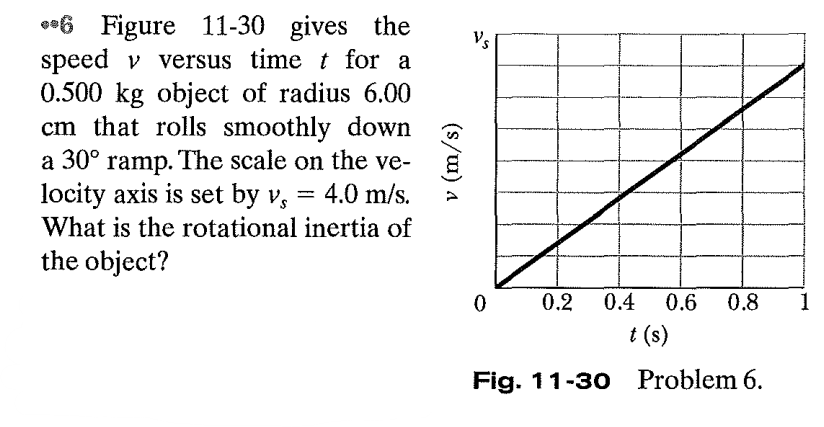 ••6 Figure 11-30 gives the
speed v versus time t for a
0.500 kg object of radius 6.00
cm that rolls smoothly down
a 30° ramp. The scale on the ve-
locity axis is set by vs = 4.0 m/s.
What is the rotational inertia of
the object?
vs
v (m/s)
0 0.2 0.4 0.6 0.8 1
t (s)
Fig. 11-30 Problem 6.